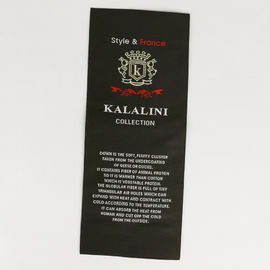 Style & France
K
KALALINI
COLLECTION
DOWN IS THE SOFT, FLUFFY CLUSTER
TAKEN FROM THE UNDERCOATING
OF GEESE OR DUCKS.
IT CONTAINS FIBER OF ANIMAL PROTEIN
SO IT IS WARMER THAN COTTON
WHICH IS VEGETABLE PROTEIN.
THE GLOBULAR FIBER IS FULL OF TINY
TRIANGULAR AIR HOLES WHICH CAN
EXPAND WITH HEAT AND CONTRACT WITH
COLD ACCORDING TO THE TEMPERATURE.
IT CAN ABSORB THE HEAT FROM
HUMAN AND CUT OFF THE COLD
FROM THE OUTSIDE.